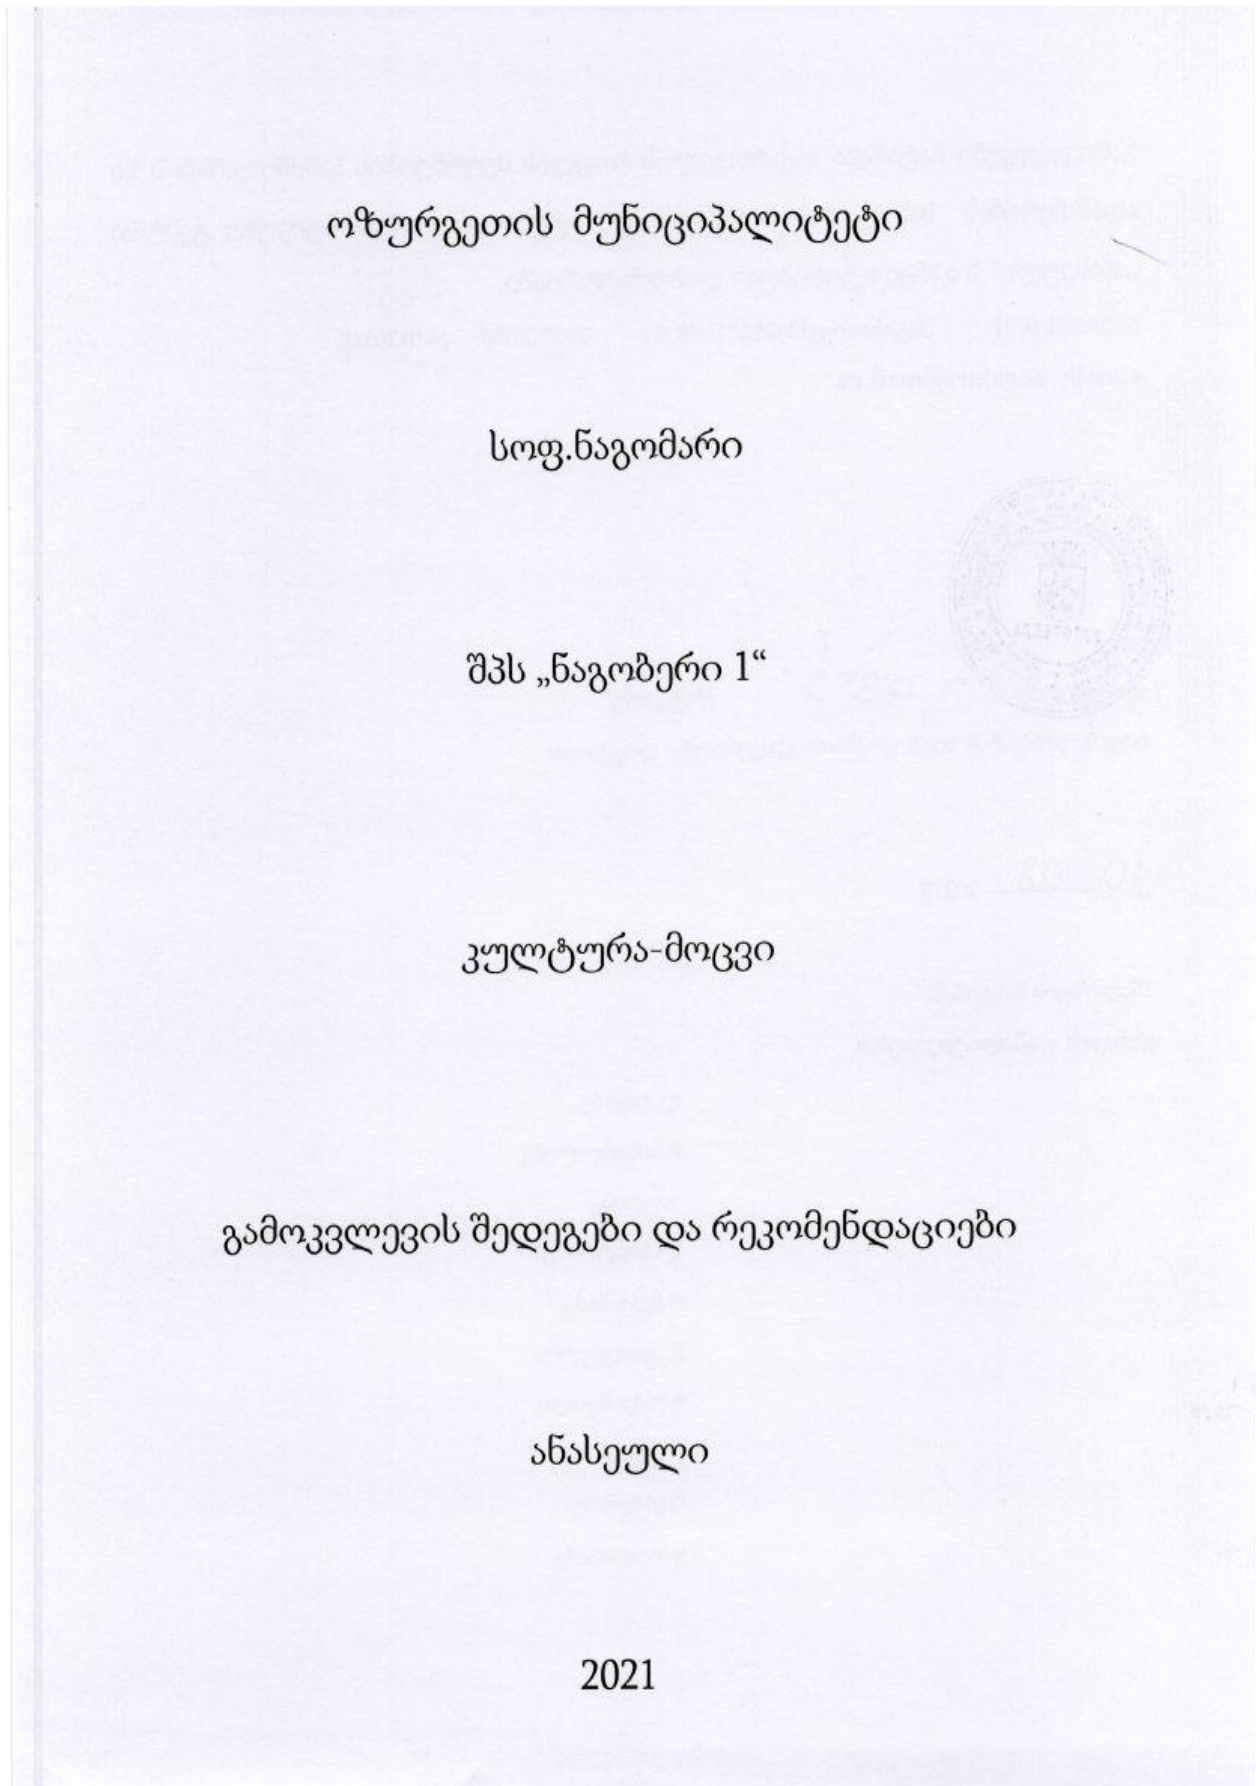 ოზურგეთის მუნიციპალიტეტი
სოფ.ნაგომარი
შპს „ნაგობერი 1“
კულტურა-მოცვი
გამოკვლევის შედეგები და რეკომენდაციები
ანასეული
2021